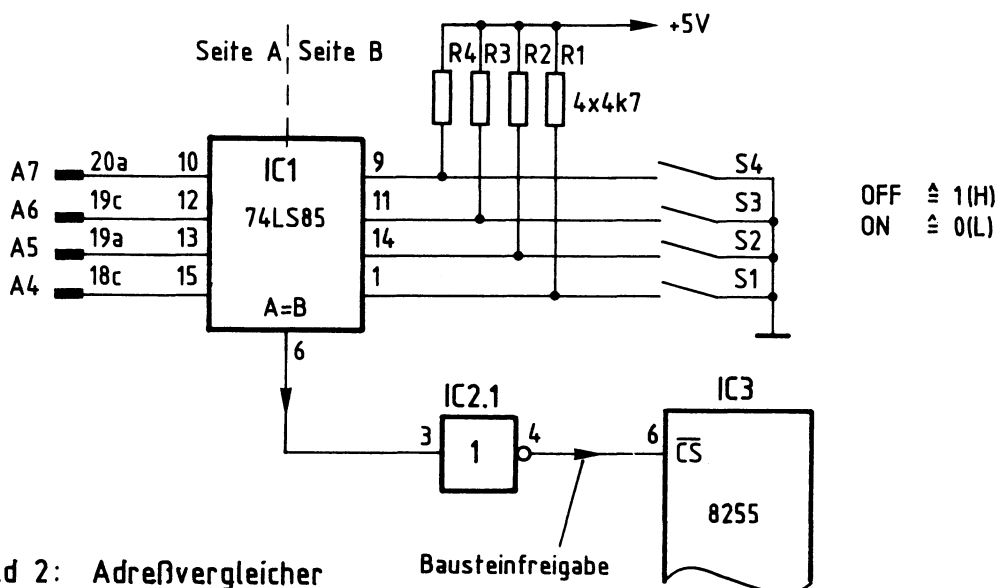 +5V
Seite A Seite B
R4 R3 R2 R1
4x4k7
A7 20a 10 IC1 9 S4
A6 19c 12 74LS85 11 S3
A5 19a 13 14 S2
A4 18c 15 1 S1
A=B
6
OFF ≙ 1(H)
ON ≙ 0(L)
IC2.1
IC3
3 1 4 6 C̅S̅
8255
Bausteinfreigabe
d 2: Adreßvergleicher